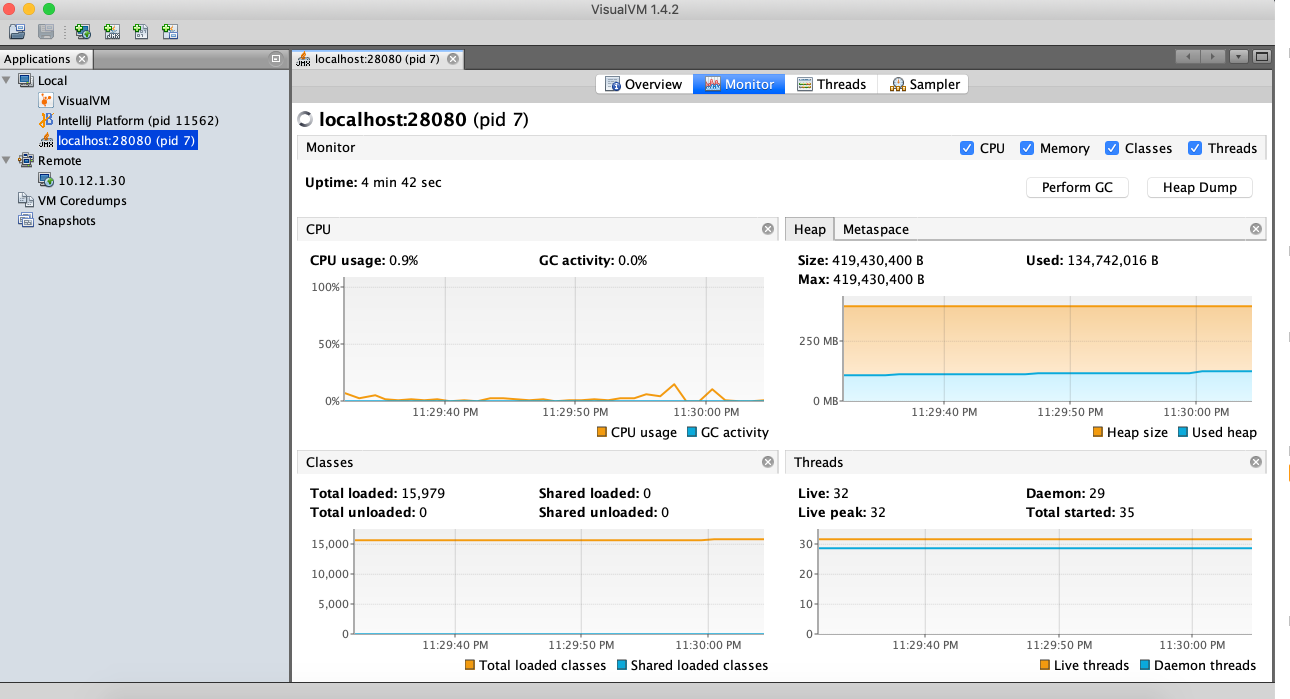 VisualVM 1.4.2
Applications
localhost:28080 (pid 7)
Local
VisualVM
IntelliJ Platform (pid 11562)
JMX localhost:28080 (pid 7)
Remote
10.12.1.30
VM Coredumps
Snapshots
Overview Monitor Threads Sampler
localhost:28080 (pid 7)
Monitor
CPU Memory Classes Threads
Uptime: 4 min 42 sec
Perform GC Heap Dump
CPU
CPU usage: 0.9% GC activity: 0.0%
100%
50%
0%
11:29:40 PM 11:29:50 PM 11:30:00 PM
CPU usage GC activity
Heap Metaspace
Size: 419,430,400 B Used: 134,742,016 B
Max: 419,430,400 B
250 MB
0 MB
11:29:40 PM 11:29:50 PM 11:30:00 PM
Heap size Used heap
Classes
Total loaded: 15,979 Shared loaded: 0
Total unloaded: 0 Shared unloaded: 0
15,000
10,000
5,000
0
11:29:40 PM 11:29:50 PM 11:30:00 PM
Total loaded classes Shared loaded classes
Threads
Live: 32 Daemon: 29
Live peak: 32 Total started: 35
30
20
10
0
11:29:40 PM 11:29:50 PM 11:30:00 PM
Live threads Daemon threads